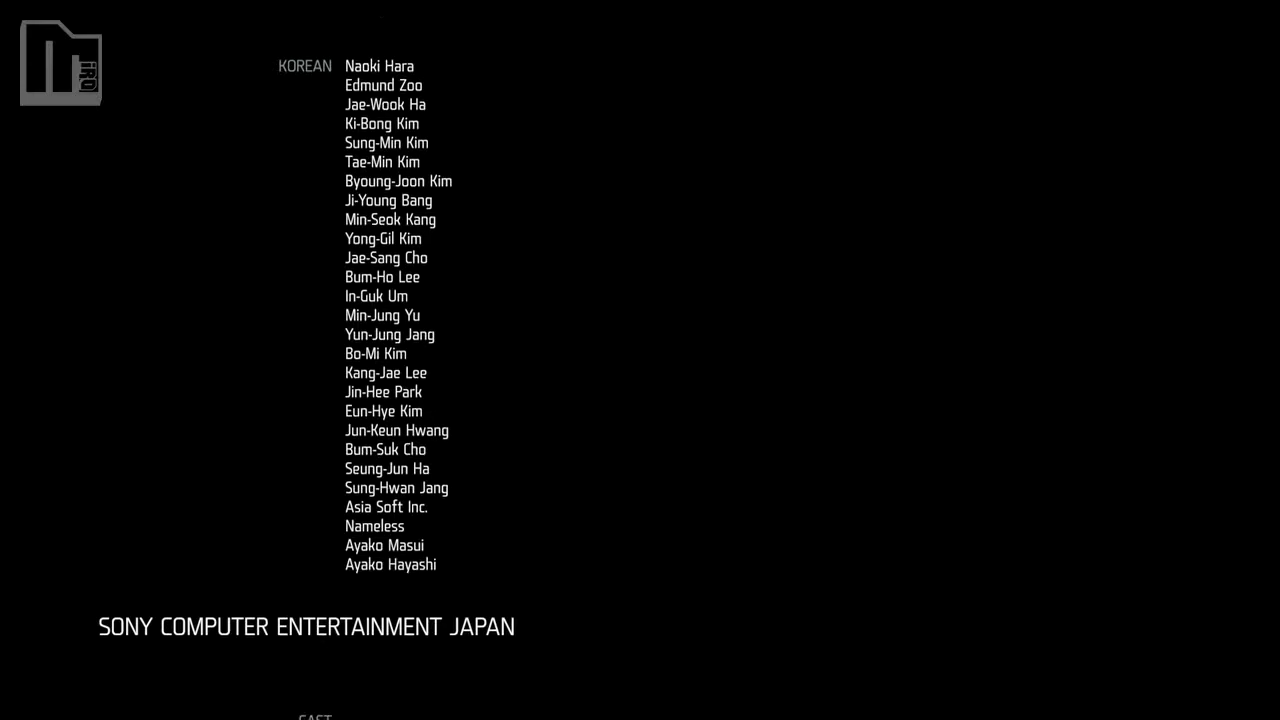 iRD
KOREAN Naoki Hara
Edmund Zoo
Jae-Wook Ha
Ki-Bong Kim
Sung-Min Kim
Tae-Min Kim
Byoung-Joon Kim
Ji-Young Bang
Min-Seok Kang
Yong-Gil Kim
Jae-Sang Cho
Bum-Ho Lee
In-Guk Um
Min-Jung Yu
Yun-Jung Jang
Bo-Mi Kim
Kang-Jae Lee
Jin-Hee Park
Eun-Hye Kim
Jun-Keun Hwang
Bum-Suk Cho
Seung-Jun Ha
Sung-Hwan Jang
Asia Soft Inc.
Nameless
Ayako Masui
Ayako Hayashi
SONY COMPUTER ENTERTAINMENT JAPAN
CAST